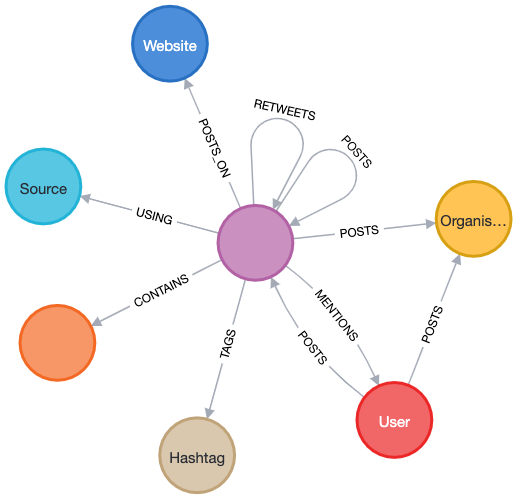 Website
RETWEETS
POSTS
POSTS_ON
Source
USING
POSTS
Organis...
CONTAINS
MENTIONS
POSTS
POSTS
TAGS
User
Hashtag